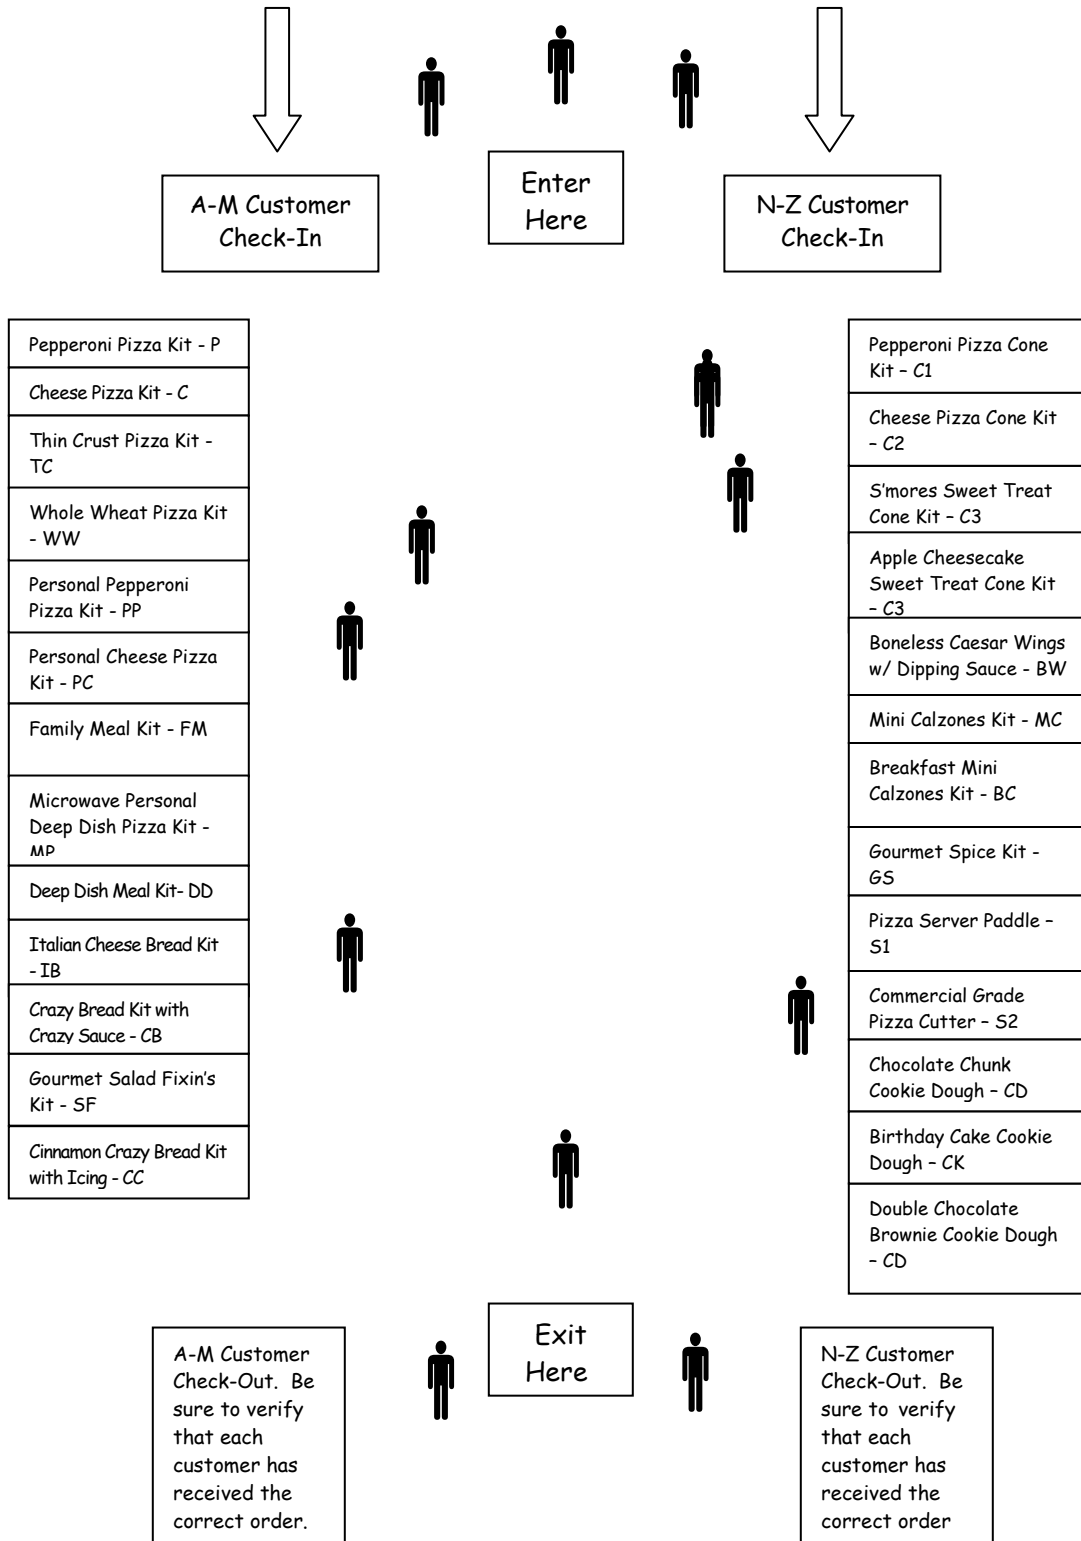 A-M Customer
Check-In
Enter
Here
N-Z Customer
Check-In
Pepperoni Pizza Kit - P
Cheese Pizza Kit - C
Thin Crust Pizza Kit -
TC
Whole Wheat Pizza Kit
- WW
Personal Pepperoni
Pizza Kit - PP
Personal Cheese Pizza
Kit - PC
Family Meal Kit - FM
Microwave Personal
Deep Dish Pizza Kit -
MP
Deep Dish Meal Kit- DD
Italian Cheese Bread Kit
- IB
Crazy Bread Kit with
Crazy Sauce - CB
Gourmet Salad Fixin's
Kit - SF
Cinnamon Crazy Bread Kit
with Icing - CC
Pepperoni Pizza Cone
Kit – C1
Cheese Pizza Cone Kit
– C2
S'mores Sweet Treat
Cone Kit – C3
Apple Cheesecake
Sweet Treat Cone Kit
– C3
Boneless Caesar Wings
w/ Dipping Sauce - BW
Mini Calzones Kit - MC
Breakfast Mini
Calzones Kit - BC
Gourmet Spice Kit -
GS
Pizza Server Paddle –
S1
Commercial Grade
Pizza Cutter – S2
Chocolate Chunk
Cookie Dough – CD
Birthday Cake Cookie
Dough – CK
Double Chocolate
Brownie Cookie Dough
– CD
Exit
Here
A-M Customer
Check-Out.  Be
sure to verify
that each
customer has
received the
correct order.
N-Z Customer
Check-Out.  Be
sure to  verify
that each
customer has
received the
correct order